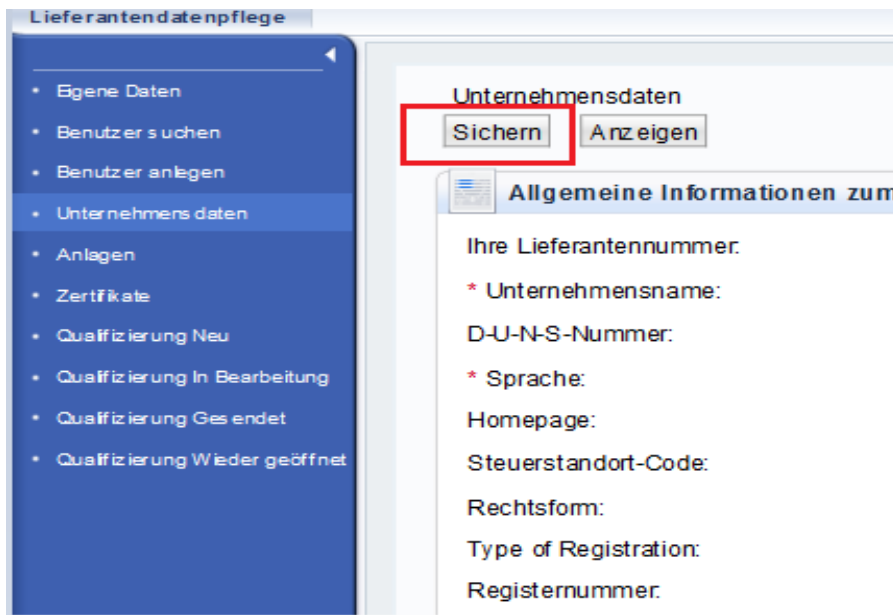 Lieferantendatenpflege
Eigene Daten
Benutzer suchen
Benutzer anlegen
Unternehmensdaten
Anlagen
Zertifikate
Qualifizierung Neu
Qualifizierung In Bearbeitung
Qualifizierung Gesendet
Qualifizierung Wieder geöffnet
Unternehmensdaten
Sichern Anzeigen
Allgemeine Informationen zum
Ihre Lieferantennummer:
* Unternehmensname:
D-U-N-S-Nummer:
* Sprache:
Homepage:
Steuerstandort-Code:
Rechtsform:
Type of Registration:
Registernummer: